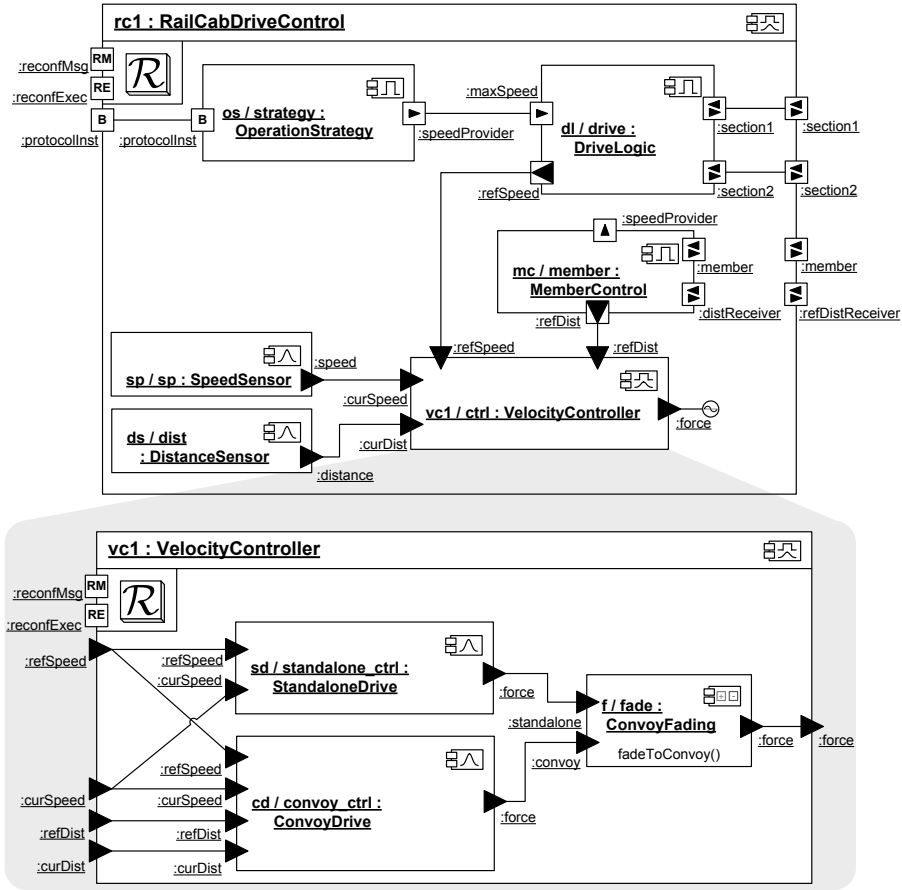 rc1 : RailCabDriveControl
RM
:reconfMsg
R
RE
:reconfExec
B
:protocolInst
B
:protocolInst
os / strategy :
OperationStrategy
:speedProvider
:maxSpeed
dl / drive :
DriveLogic
:section1
:section1
:section2
:section2
:refSpeed
:speedProvider
mc / member :
MemberControl
:member
:member
:distReceiver
:refDistReceiver
:refDist
:refSpeed
:refDist
sp / sp : SpeedSensor
:speed
:curSpeed
vc1 / ctrl : VelocityController
:force
ds / dist
: DistanceSensor
:curDist
:distance
vc1 : VelocityController
RM
:reconfMsg
R
RE
:reconfExec
:refSpeed
:refSpeed
:curSpeed
sd / standalone_ctrl :
StandaloneDrive
:force
:standalone
f / fade :
ConvoyFading
fadeToConvoy()
:force
:force
:convoy
:refSpeed
:curSpeed
:curSpeed
cd / convoy_ctrl :
ConvoyDrive
:force
:refDist
:refDist
:curDist
:curDist